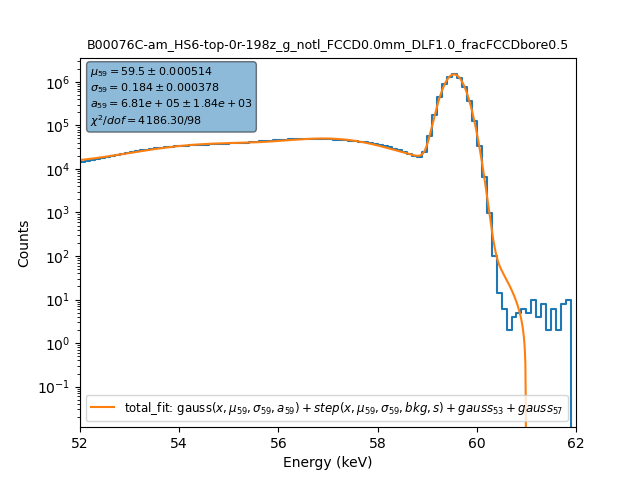 B00076C-am_HS6-top-0r-198z_g_notl_FCCD0.0mm_DLF1.0_fracFCCDbore0.5
μ₅₉ = 59.5 ± 0.000514
σ₅₉ = 0.184 ± 0.000378
a₅₉ = 6.81e + 05 ± 1.84e + 03
χ²/dof = 4186.30/98
10⁶
10⁵
10⁴
10³
10²
10¹
10⁰
10⁻¹
Counts
total_fit: gauss(x, μ₅₉, σ₅₉, a₅₉) + step(x, μ₅₉, σ₅₉, bkg, s) + gauss₅₃ + gauss₅₇
52 54 56 58 60 62
Energy (keV)